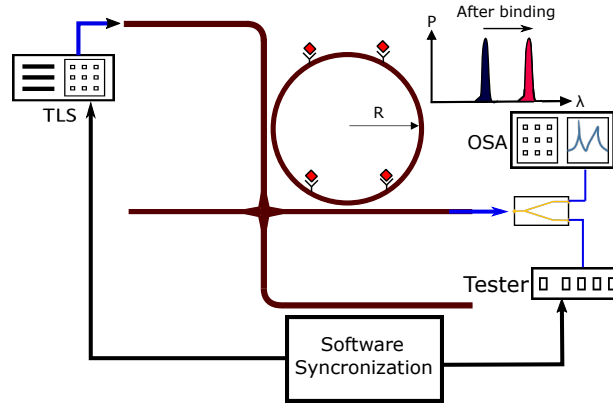 P
After binding
λ
TLS
R
OSA
Tester
Software
Syncronization